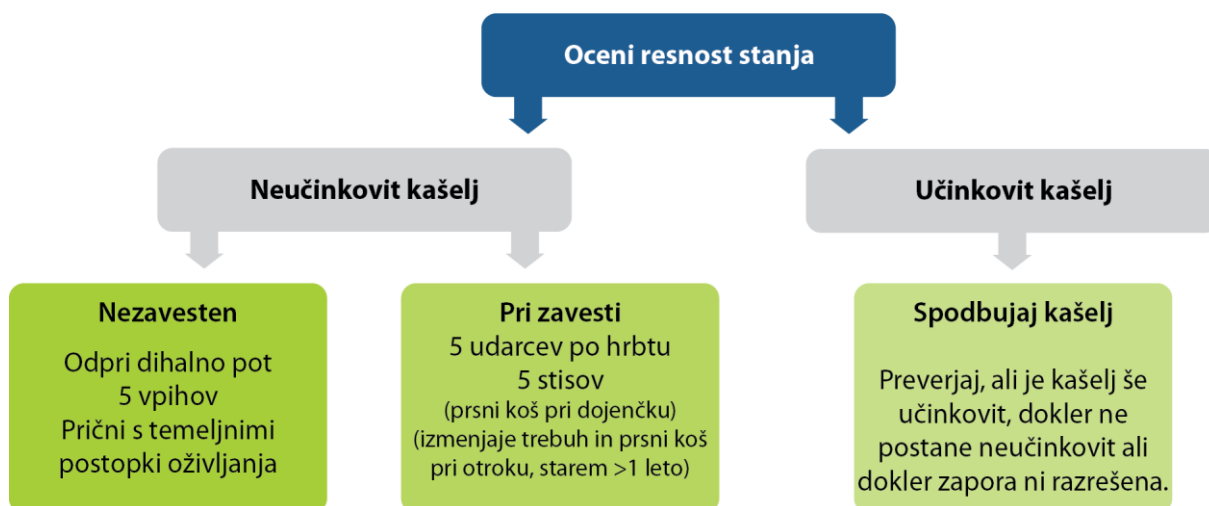 Oceni resnost stanja
Neučinkovit kašelj
Učinkovit kašelj
Nezavesten
Odpri dihalno pot
5 vpihov
Prični s temeljnimi
postopki oživljanja
Pri zavesti
5 udarcev po hrbtu
5 stisov
(prsni koš pri dojenčku)
(izmenjaje trebuh in prsni koš
pri otroku, starem >1 leto)
Spodbujaj kašelj
Preverjaj, ali je kašelj še
učinkovit, dokler ne
postane neučinkovit ali
dokler zapora ni razrešena.